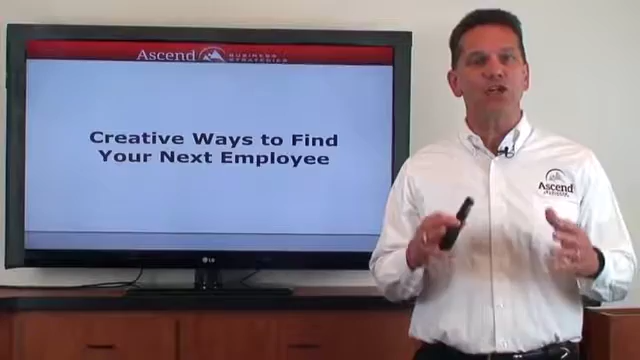 Ascend BUSINESS
STRATEGIES
Creative Ways to Find
Your Next Employee
LG
Ascend